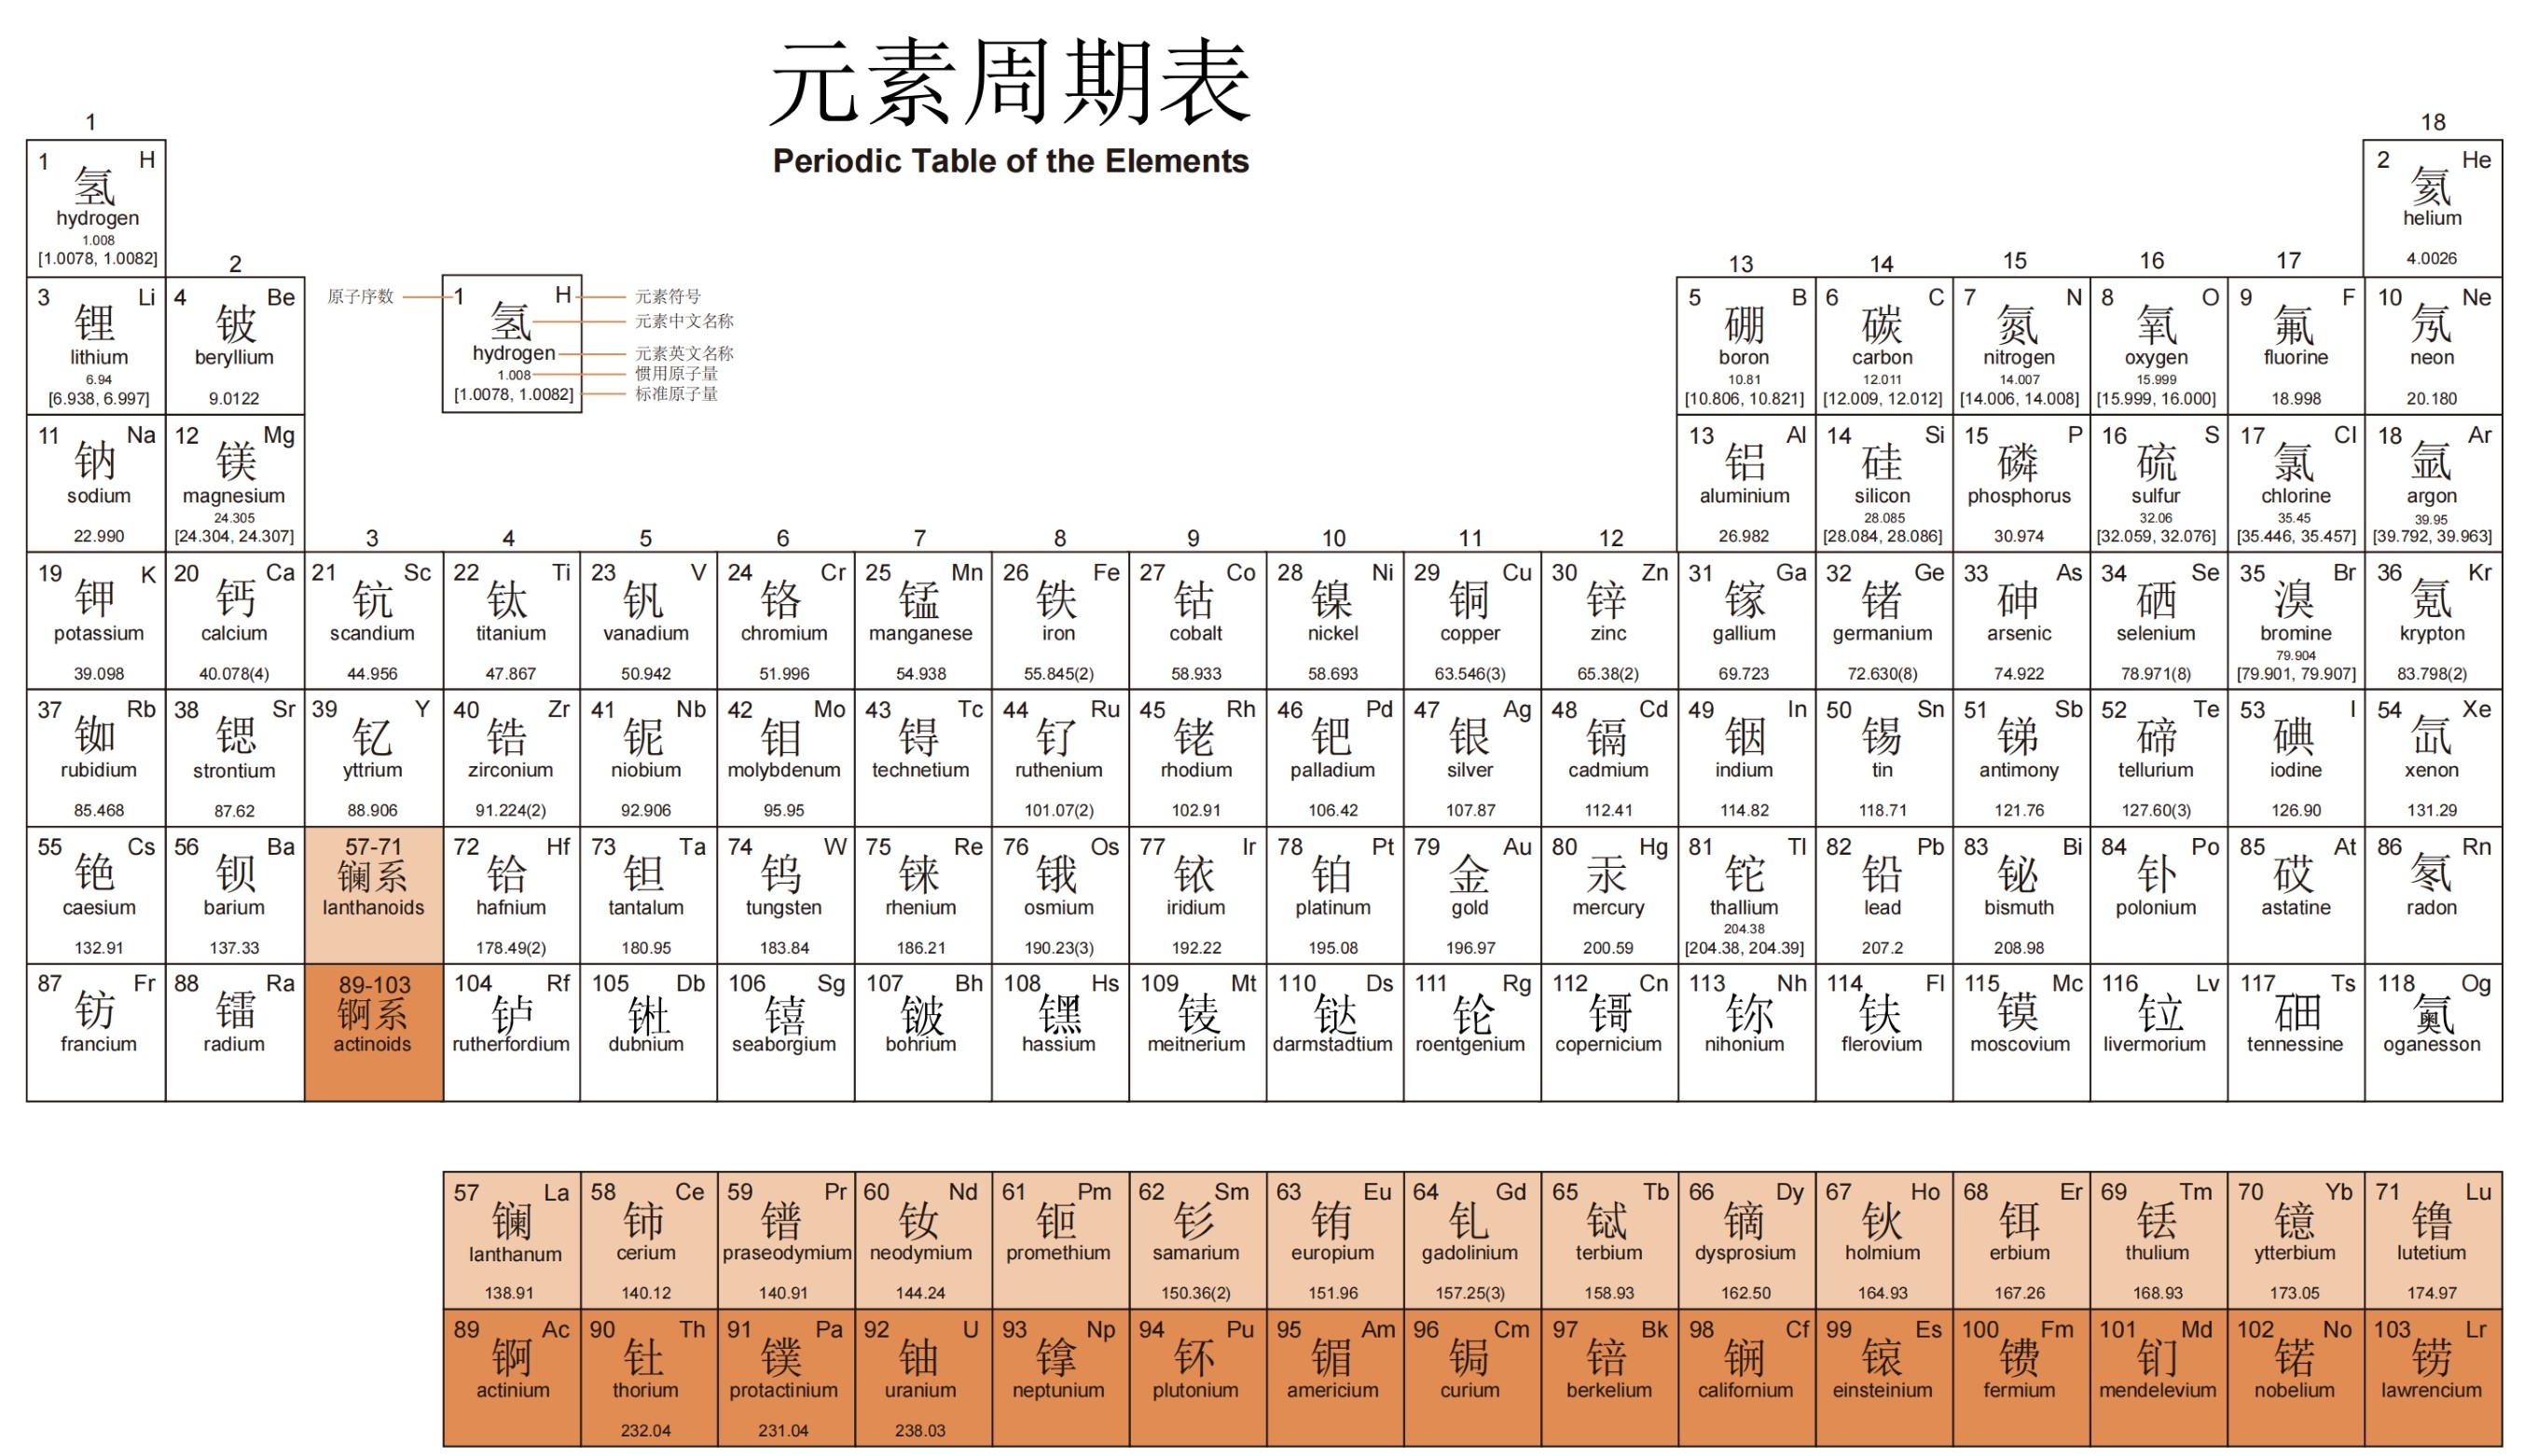 元素周期表
Periodic Table of the Elements
1
18
1 H
氢
hydrogen
1.008
[1.0078, 1.0082]
2 He
氦
helium
4.0026
2
13 14 15 16 17
3 Li
锂
lithium
6.94
[6.938, 6.997]
4 Be
铍
beryllium
9.0122
原子序数
1 H
氢
hydrogen
1.008
[1.0078, 1.0082]
元素符号
元素中文名称
元素英文名称
惯用原子量
标准原子量
5 B
硼
boron
10.81
[10.806, 10.821]
6 C
碳
carbon
12.011
[12.009, 12.012]
7 N
氮
nitrogen
14.007
[14.006, 14.008]
8 O
氧
oxygen
15.999
[15.999, 16.000]
9 F
氟
fluorine
18.998
10 Ne
氖
neon
20.180
11 Na
钠
sodium
22.990
12 Mg
镁
magnesium
24.305
[24.304, 24.307]
3 4 5 6 7 8 9 10 11 12
13 Al
铝
aluminium
26.982
14 Si
硅
silicon
28.085
[28.084, 28.086]
15 P
磷
phosphorus
30.974
16 S
硫
sulfur
32.06
[32.059, 32.076]
17 Cl
氯
chlorine
35.45
[35.446, 35.457]
18 Ar
氩
argon
39.95
[39.792, 39.963]
19 K
钾
potassium
39.098
20 Ca
钙
calcium
40.078(4)
21 Sc
钪
scandium
44.956
22 Ti
钛
titanium
47.867
23 V
钒
vanadium
50.942
24 Cr
铬
chromium
51.996
25 Mn
锰
manganese
54.938
26 Fe
铁
iron
55.845(2)
27 Co
钴
cobalt
58.933
28 Ni
镍
nickel
58.693
29 Cu
铜
copper
63.546(3)
30 Zn
锌
zinc
65.38(2)
31 Ga
镓
gallium
69.723
32 Ge
锗
germanium
72.630(8)
33 As
砷
arsenic
74.922
34 Se
硒
selenium
78.971(8)
35 Br
溴
bromine
79.904
[79.901, 79.907]
36 Kr
氪
krypton
83.798(2)
37 Rb
铷
rubidium
85.468
38 Sr
锶
strontium
87.62
39 Y
钇
yttrium
88.906
40 Zr
锆
zirconium
91.224(2)
41 Nb
铌
niobium
92.906
42 Mo
钼
molybdenum
95.95
43 Tc
锝
technetium
44 Ru
钌
ruthenium
101.07(2)
45 Rh
铑
rhodium
102.91
46 Pd
钯
palladium
106.42
47 Ag
银
silver
107.87
48 Cd
镉
cadmium
112.41
49 In
铟
indium
114.82
50 Sn
锡
tin
118.71
51 Sb
锑
antimony
121.76
52 Te
碲
tellurium
127.60(3)
53 I
碘
iodine
126.90
54 Xe
氙
xenon
131.29
55 Cs
铯
caesium
132.91
56 Ba
钡
barium
137.33
57-71
镧系
lanthanoids
72 Hf
铪
hafnium
178.49(2)
73 Ta
钽
tantalum
180.95
74 W
钨
tungsten
183.84
75 Re
铼
rhenium
186.21
76 Os
锇
osmium
190.23(3)
77 Ir
铱
iridium
192.22
78 Pt
铂
platinum
195.08
79 Au
金
gold
196.97
80 Hg
汞
mercury
200.59
81 Tl
铊
thallium
204.38
[204.38, 204.39]
82 Pb
铅
lead
207.2
83 Bi
铋
bismuth
208.98
84 Po
钋
polonium
85 At
砹
astatine
86 Rn
氡
radon
87 Fr
钫
francium
88 Ra
镭
radium
89-103
锕系
actinoids
104 Rf
𬬻
rutherfordium
105 Db
𬭊
dubnium
106 Sg
𬭳
seaborgium
107 Bh
𬭛
bohrium
108 Hs
𬭶
hassium
109 Mt
鿏
meitnerium
110 Ds
𫟼
darmstadtium
111 Rg
𬬭
roentgenium
112 Cn
鿔
copernicium
113 Nh
鿭
nihonium
114 Fl
𫓧
flerovium
115 Mc
镆
moscovium
116 Lv
𫟷
livermorium
117 Ts
鿬
tennessine
118 Og
鿫
oganesson
57 La
镧
lanthanum
138.91
58 Ce
铈
cerium
140.12
59 Pr
镨
praseodymium
140.91
60 Nd
钕
neodymium
144.24
61 Pm
钷
promethium
62 Sm
钐
samarium
150.36(2)
63 Eu
铕
europium
151.96
64 Gd
钆
gadolinium
157.25(3)
65 Tb
铽
terbium
158.93
66 Dy
镝
dysprosium
162.50
67 Ho
钬
holmium
164.93
68 Er
铒
erbium
167.26
69 Tm
铥
thulium
168.93
70 Yb
镱
ytterbium
173.05
71 Lu
镥
lutetium
174.97
89 Ac
锕
actinium
90 Th
钍
thorium
232.04
91 Pa
镤
protactinium
231.04
92 U
铀
uranium
238.03
93 Np
镎
neptunium
94 Pu
钚
plutonium
95 Am
镅
americium
96 Cm
锔
curium
97 Bk
锫
berkelium
98 Cf
锎
californium
99 Es
锿
einsteinium
100 Fm
镄
fermium
101 Md
钔
mendelevium
102 No
锘
nobelium
103 Lr
铹
lawrencium